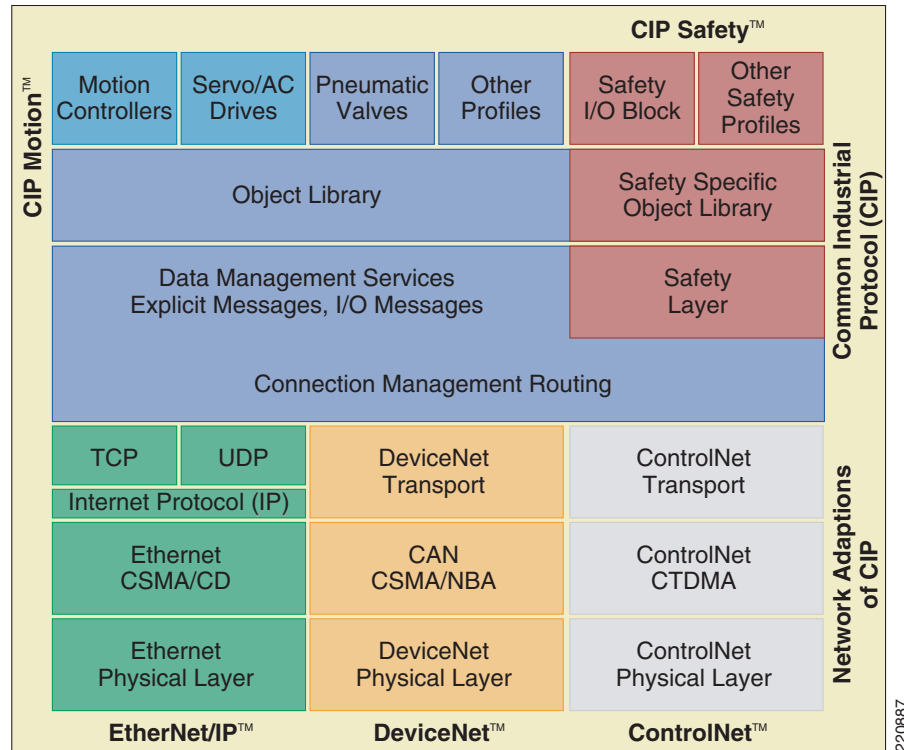 CIP Safety™
CIP Motion™
Motion
Controllers
Servo/AC
Drives
Pneumatic
Valves
Other
Profiles
Safety
I/O Block
Other
Safety
Profiles
Object Library
Safety Specific
Object Library
Data Management Services
Explicit Messages, I/O Messages
Safety
Layer
Connection Management Routing
Common Industrial
Protocol (CIP)
TCP
UDP
Internet Protocol (IP)
DeviceNet
Transport
ControlNet
Transport
Ethernet
CSMA/CD
CAN
CSMA/NBA
ControlNet
CTDMA
Ethernet
Physical Layer
DeviceNet
Physical Layer
ControlNet
Physical Layer
Network Adaptions
of CIP
EtherNet/IP™
DeviceNet™
ControlNet™
220887